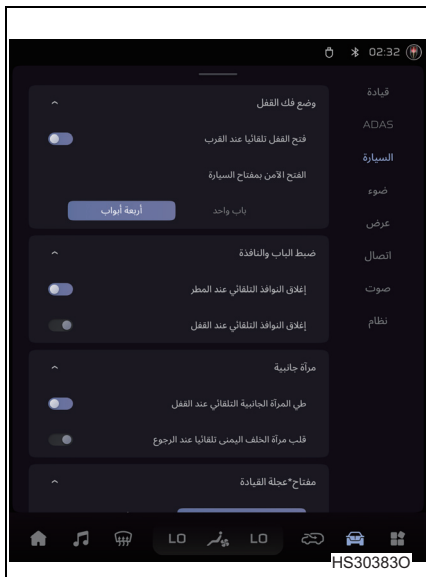 02:32
قيادة
ADAS
السيارة
ضوء
عرض
اتصال
صوت
نظام
وضع فك القفل
فتح القفل تلقائيا عند القرب
الفتح الآمن بمفتاح السيارة
باب واحد أربعة أبواب
ضبط الباب والنافذة
إغلاق النوافذ التلقائي عند المطر
إغلاق النوافذ التلقائي عند القفل
مرآة جانبية
طي المرآة الجانبية التلقائي عند القفل
قلب مرآة الخلف اليمنى تلقائيا عند الرجوع
مفتاح*عجلة القيادة
LO LO
HS30383O